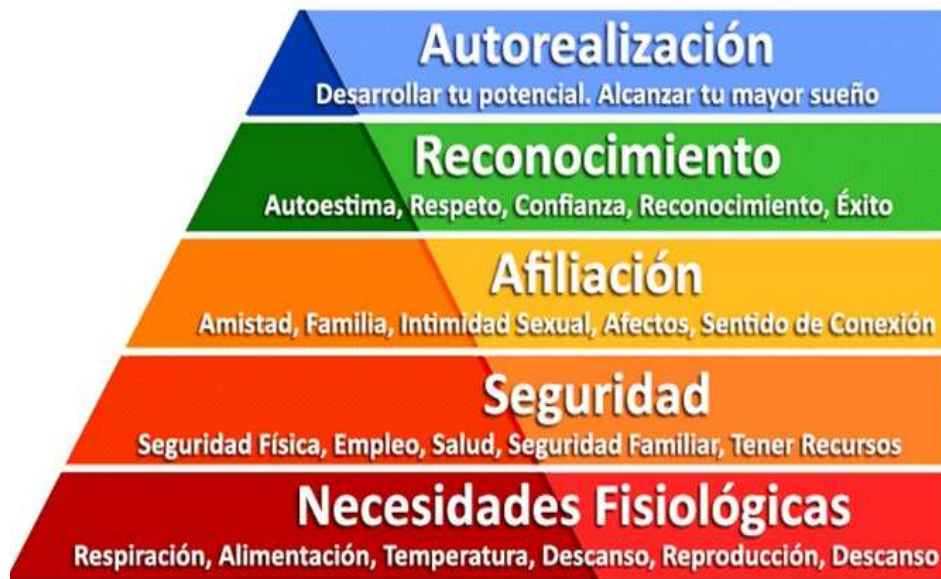 Autorealización
Desarrollar tu potencial. Alcanzar tu mayor sueño
Reconocimiento
Autoestima, Respeto, Confianza, Reconocimiento, Éxito
Afiliación
Amistad, Familia, Intimidad Sexual, Afectos, Sentido de Conexión
Seguridad
Seguridad Física, Empleo, Salud, Seguridad Familiar, Tener Recursos
Necesidades Fisiológicas
Respiración, Alimentación, Temperatura, Descanso, Reproducción, Descanso